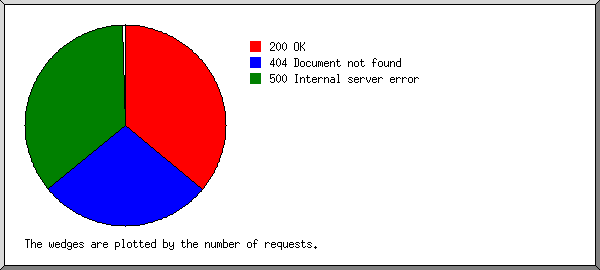 200 OK
404 Document not found
500 Internal server error
The wedges are plotted by the number of requests.